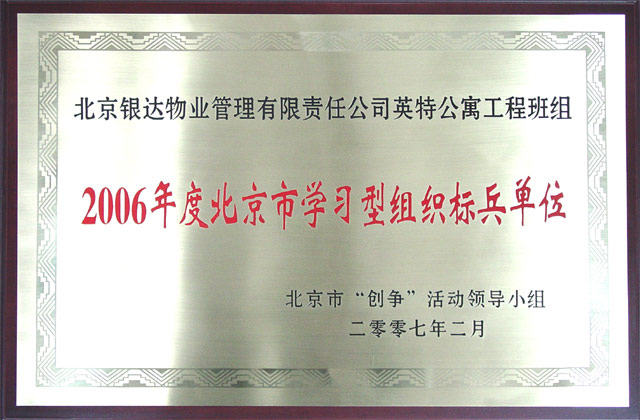 北京银达物业管理有限责任公司英特公寓工程班组
2006年度北京市学习型组织标兵单位
北京市“创争”活动领导小组
二零零七年二月